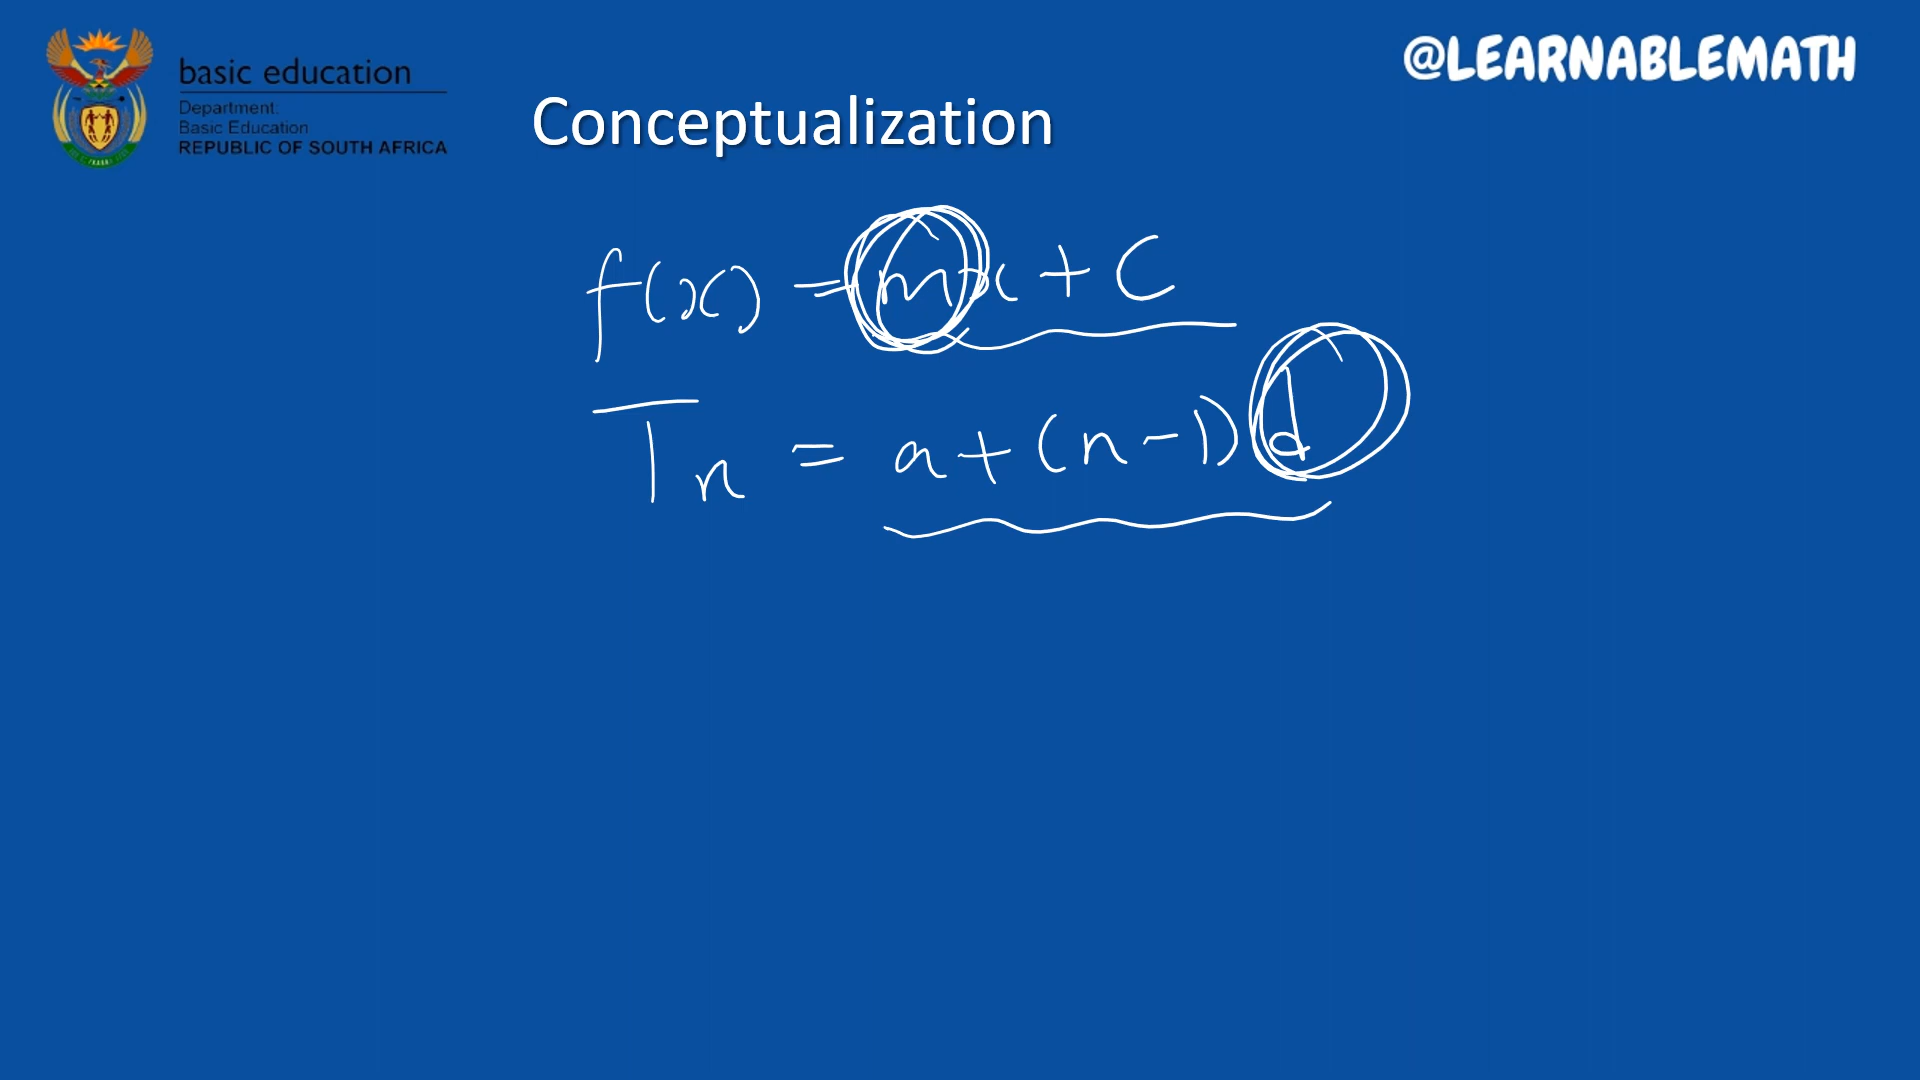 basic education
Department:
Basic Education
REPUBLIC OF SOUTH AFRICA
@LEARNABLEMATH
Conceptualization
f(x) = mx + c
Tn = a + (n-1)d